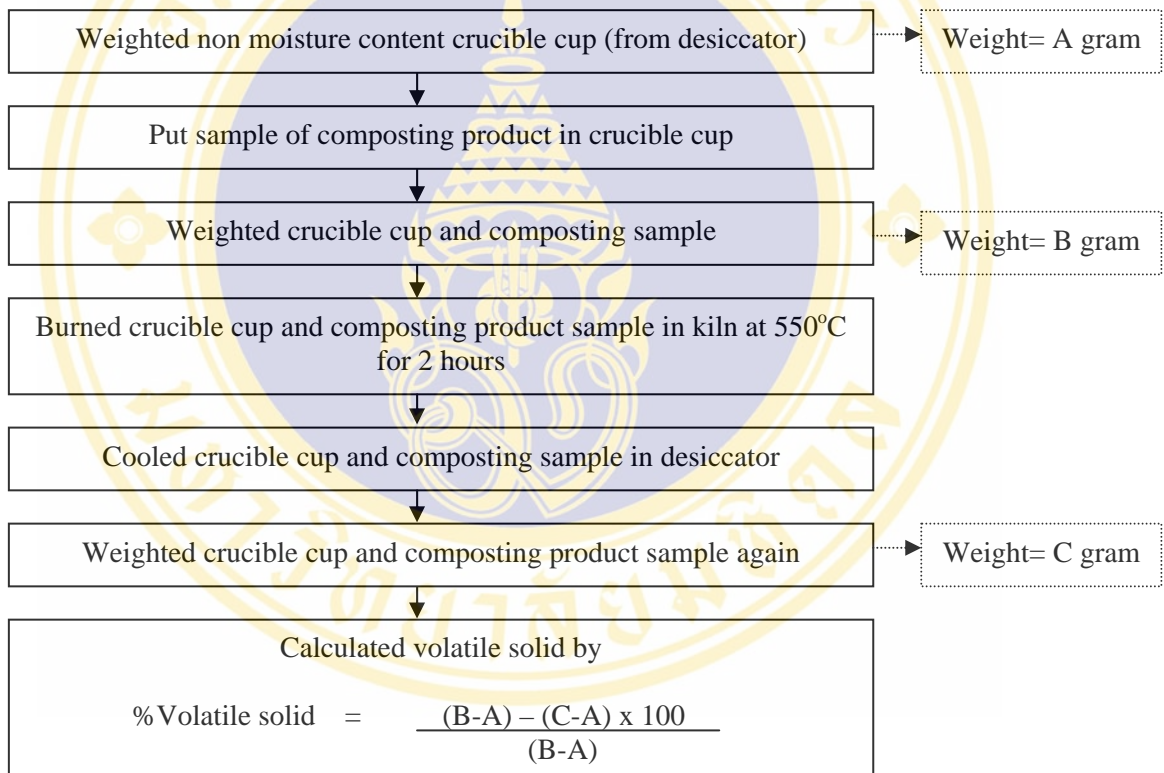 Weighted non moisture content crucible cup (from desiccator)
Weight= A gram
Put sample of composting product in crucible cup
Weighted crucible cup and composting sample
Weight= B gram
Burned crucible cup and composting product sample in kiln at 550°C
for 2 hours
Cooled crucible cup and composting sample in desiccator
Weighted crucible cup and composting product sample again
Weight= C gram
Calculated volatile solid by
%Volatile solid = (B-A) – (C-A) x 100
(B-A)